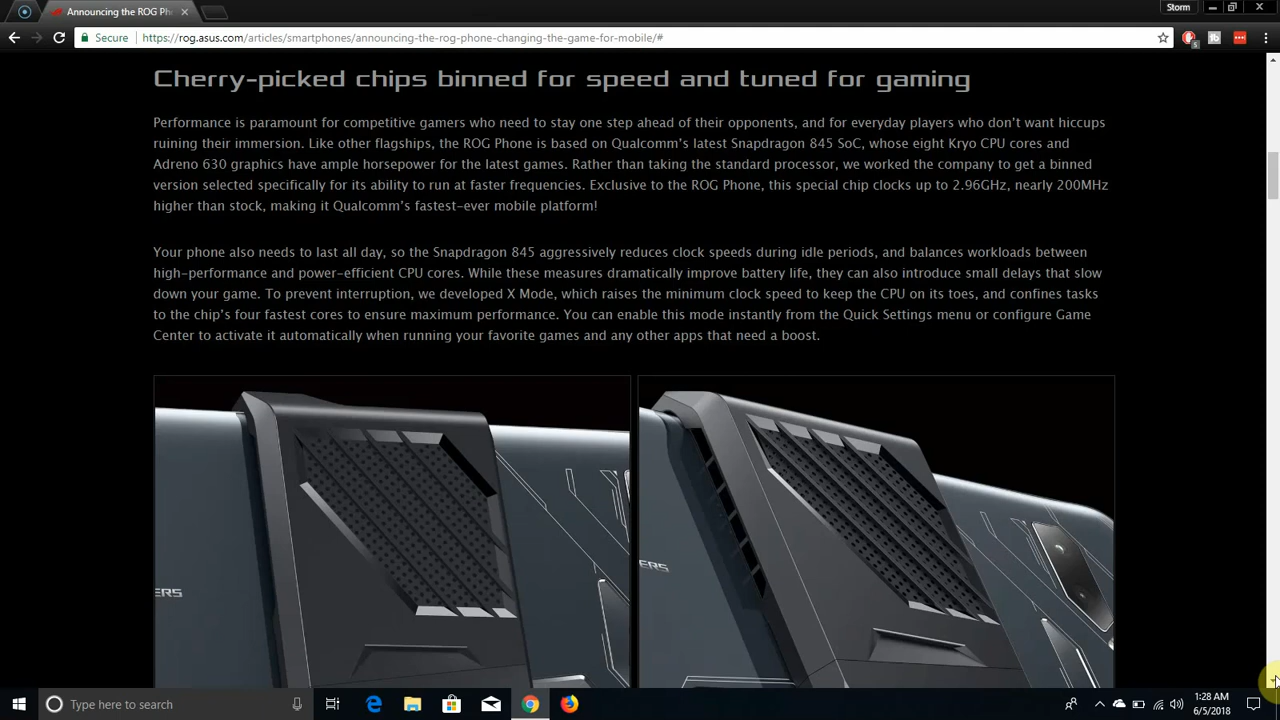 Announcing the ROG Ph
Storm
Secure
https://rog.asus.com/articles/smartphones/announcing-the-rog-phone-changing-the-game-for-mobile/#
Cherry-picked chips binned for speed and tuned for gaming
Performance is paramount for competitive gamers who need to stay one step ahead of their opponents, and for everyday players who don't want hiccups
ruining their immersion. Like other flagships, the ROG Phone is based on Qualcomm's latest Snapdragon 845 SoC, whose eight Kryo CPU cores and
Adreno 630 graphics have ample horsepower for the latest games. Rather than taking the standard processor, we worked the company to get a binned
version selected specifically for its ability to run at faster frequencies. Exclusive to the ROG Phone, this special chip clocks up to 2.96GHz, nearly 200MHz
higher than stock, making it Qualcomm's fastest-ever mobile platform!
Your phone also needs to last all day, so the Snapdragon 845 aggressively reduces clock speeds during idle periods, and balances workloads between
high-performance and power-efficient CPU cores. While these measures dramatically improve battery life, they can also introduce small delays that slow
down your game. To prevent interruption, we developed X Mode, which raises the minimum clock speed to keep the CPU on its toes, and confines tasks
to the chip's four fastest cores to ensure maximum performance. You can enable this mode instantly from the Quick Settings menu or configure Game
Center to activate it automatically when running your favorite games and any other apps that need a boost.
ERS
ERS
Type here to search
1:28 AM
6/5/2018